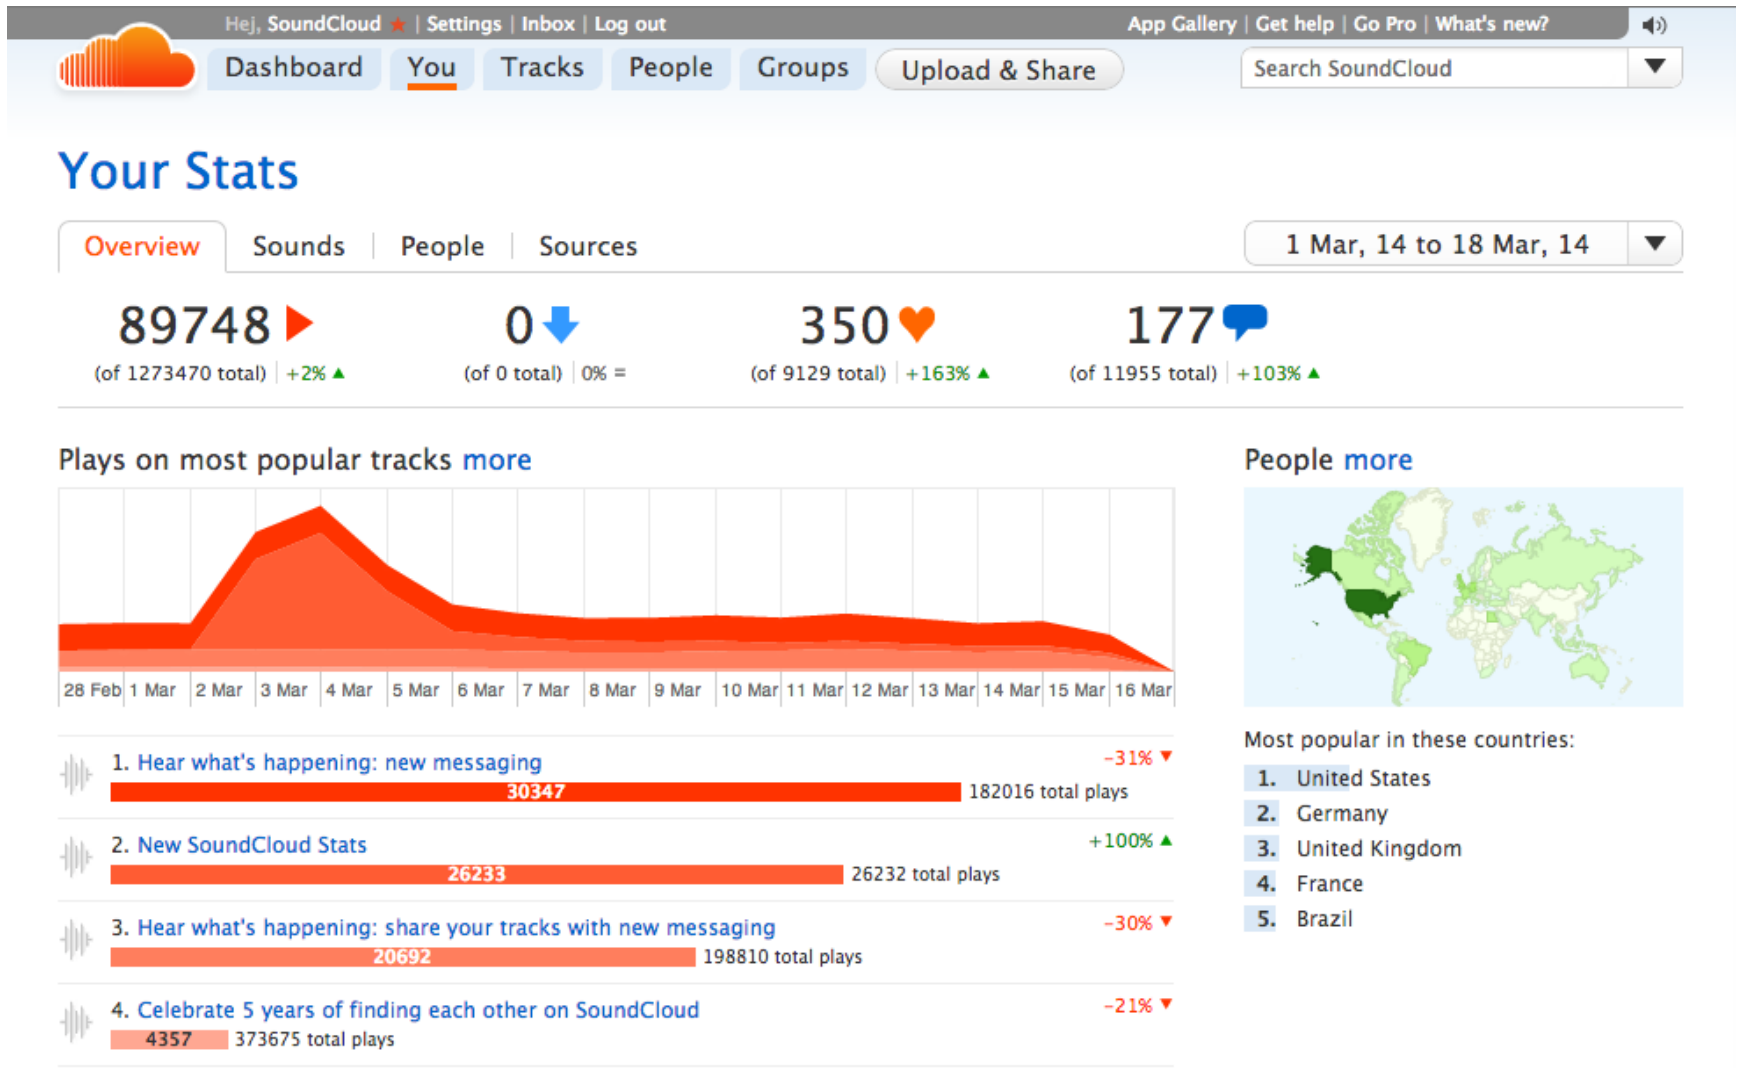 Hej, SoundCloud ★ | Settings | Inbox | Log out
App Gallery | Get help | Go Pro | What's new?
Dashboard You Tracks People Groups Upload & Share
Search SoundCloud
Your Stats
Overview Sounds People Sources
1 Mar, 14 to 18 Mar, 14
89748 0 350 177
(of 1273470 total) +2% ▲ (of 0 total) 0% = (of 9129 total) +163% ▲ (of 11955 total) +103% ▲
Plays on most popular tracks more
28 Feb 1 Mar 2 Mar 3 Mar 4 Mar 5 Mar 6 Mar 7 Mar 8 Mar 9 Mar 10 Mar 11 Mar 12 Mar 13 Mar 14 Mar 15 Mar 16 Mar
1. Hear what's happening: new messaging -31% ▼
30347 182016 total plays
2. New SoundCloud Stats +100% ▲
26233 26232 total plays
3. Hear what's happening: share your tracks with new messaging -30% ▼
20692 198810 total plays
4. Celebrate 5 years of finding each other on SoundCloud -21% ▼
4357 373675 total plays
People more
Most popular in these countries:
1. United States
2. Germany
3. United Kingdom
4. France
5. Brazil